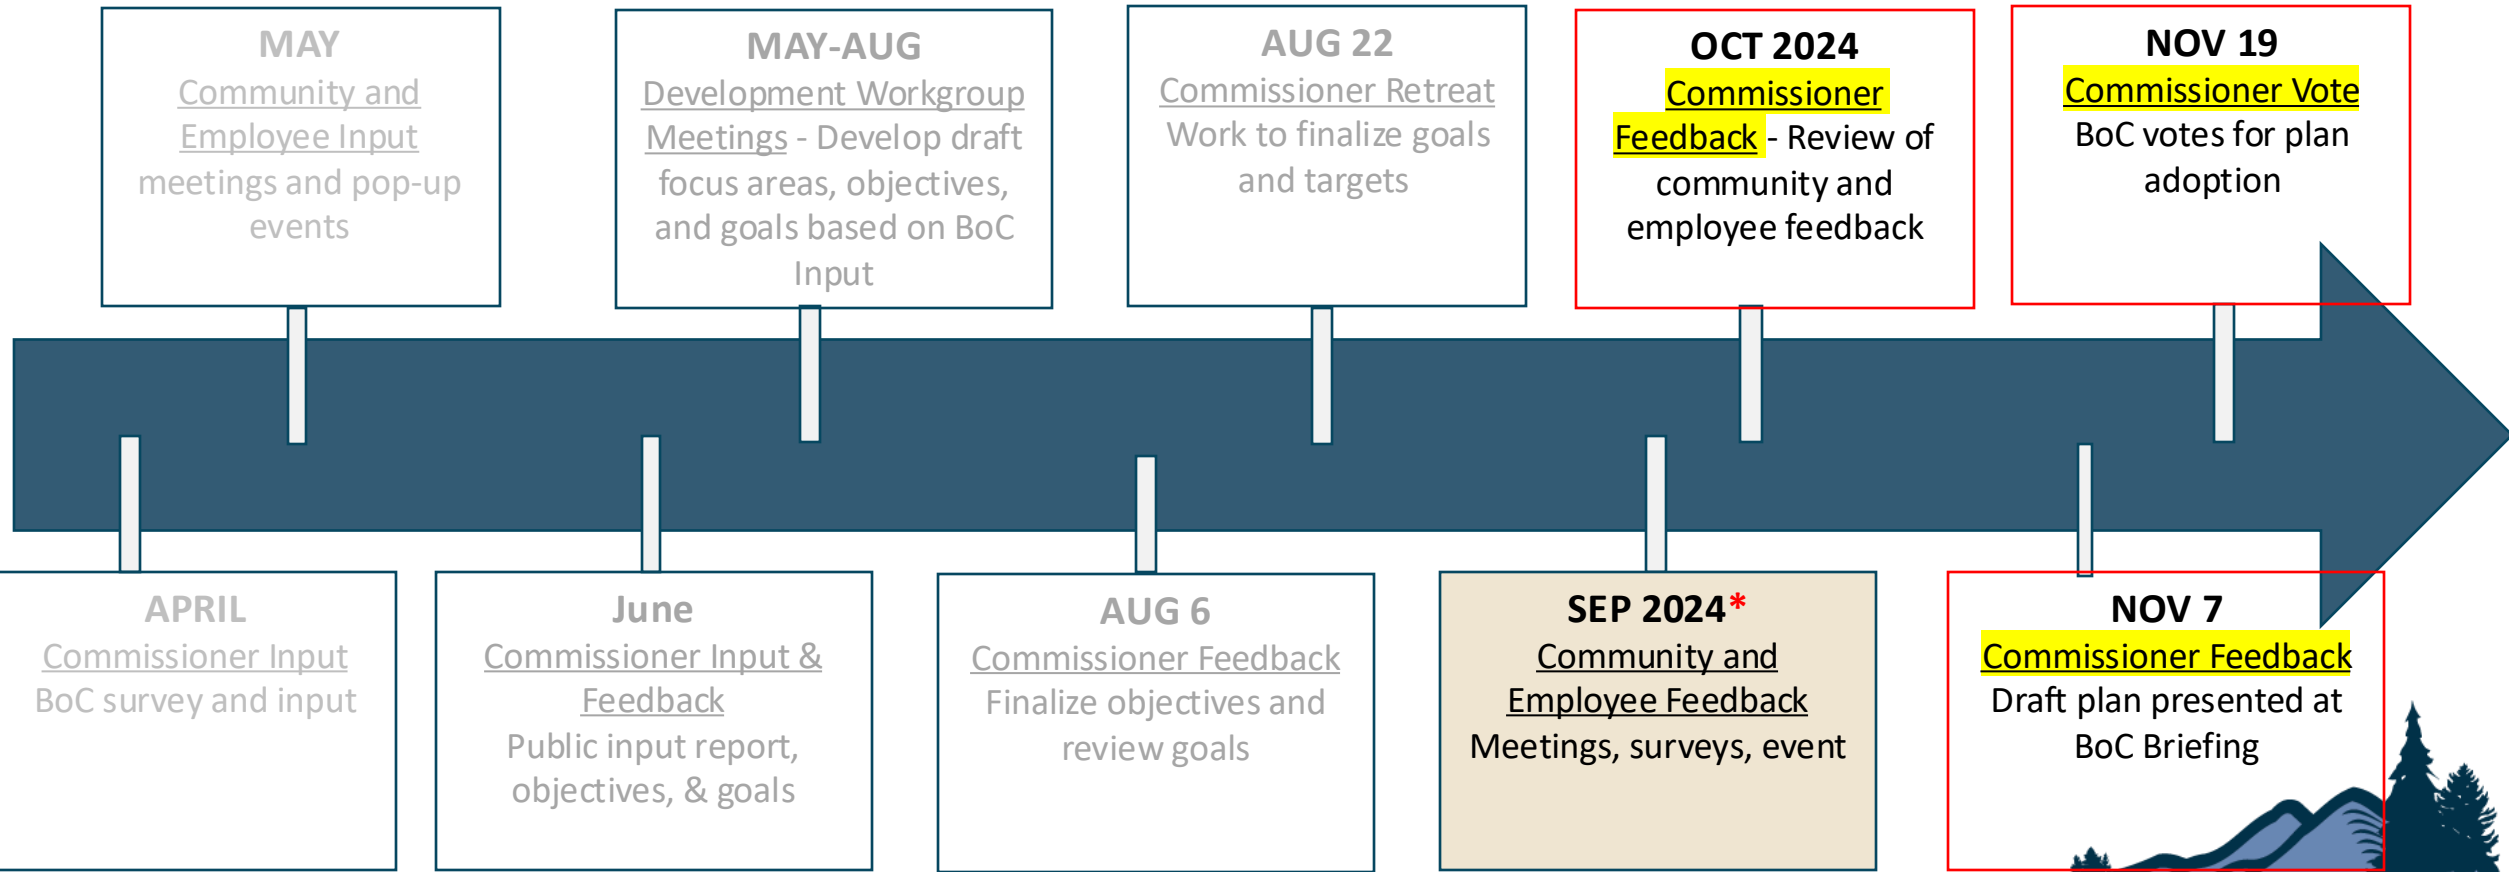 MAY
Community and
Employee Input
meetings and pop-up
events
MAY-AUG
Development Workgroup
Meetings - Develop draft
focus areas, objectives,
and goals based on BoC
Input
AUG 22
Commissioner Retreat
Work to finalize goals
and targets
OCT 2024
Commissioner
Feedback - Review of
community and
employee feedback
NOV 19
Commissioner Vote
BoC votes for plan
adoption
APRIL
Commissioner Input
BoC survey and input
June
Commissioner Input &
Feedback
Public input report,
objectives, & goals
AUG 6
Commissioner Feedback
Finalize objectives and
review goals
SEP 2024*
Community and
Employee Feedback
Meetings, surveys, event
NOV 7
Commissioner Feedback
Draft plan presented at
BoC Briefing